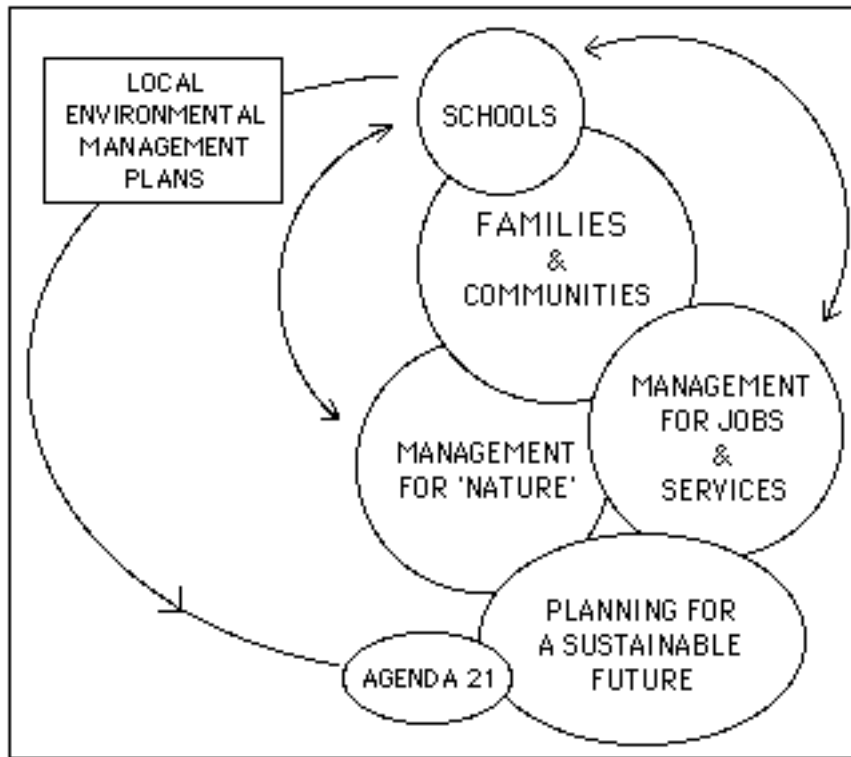 LOCAL
ENVIRONMENTAL
MANAGEMENT
PLANS
SCHOOLS
FAMILIES
&
COMMUNITIES
MANAGEMENT
FOR JOBS
&
SERVICES
MANAGEMENT
FOR 'NATURE'
PLANNING FOR
A SUSTAINABLE
FUTURE
AGENDA 21